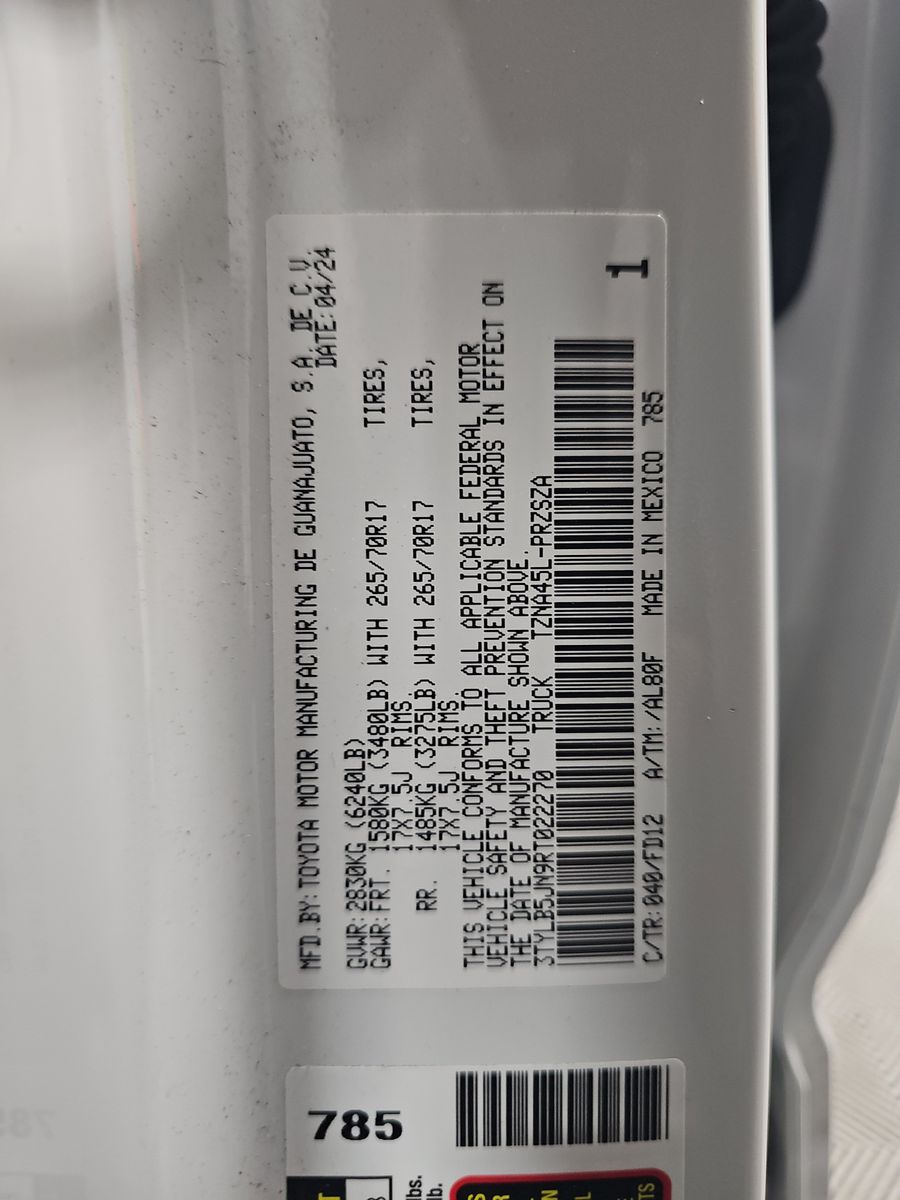 MFD.BY: TOYOTA MOTOR MANUFACTURING DE GUANAJUATO, S.A. DE C.V.
DATE: 04/24
GVWR: 2830KG (6240LB)
GAWR: FRT. 1580KG (3480LB) WITH 265/70R17 TIRES,
17X7.5J RIMS.
RR. 1485KG (3275LB) WITH 265/70R17 TIRES,
17X7.5J RIMS.
THIS VEHICLE CONFORMS TO ALL APPLICABLE FEDERAL MOTOR
VEHICLE SAFETY AND THEFT PREVENTION STANDARDS IN EFFECT ON
THE DATE OF MANUFACTURE SHOWN ABOVE.
3TYLB5JN9RT022270 TRUCK TZNA45L-PRZSZA
1
C/TR: 040/FD12 A/TM: /AL80F MADE IN MEXICO 785
785
lbs.
lb.